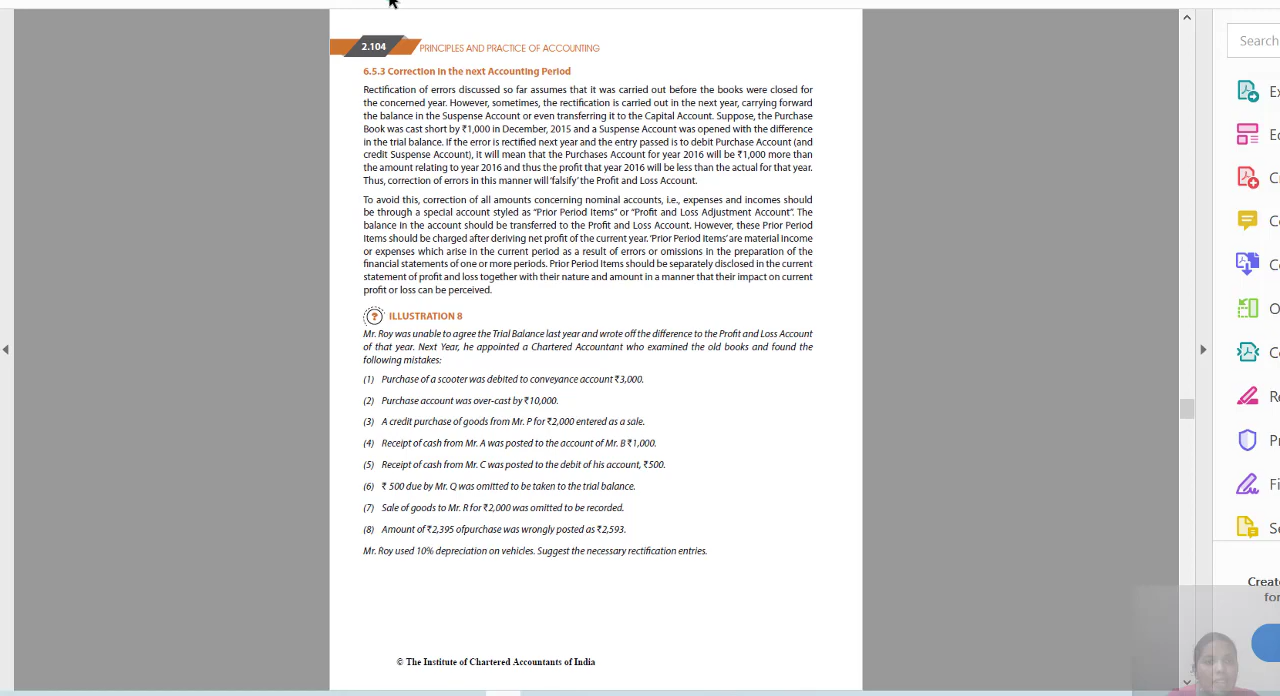 2.104 PRINCIPLES AND PRACTICE OF ACCOUNTING
6.5.3 Correction in the next Accounting Period
Rectification of errors discussed so far assumes that it was carried out before the books were closed for
the concerned year. However, sometimes, the rectification is carried out in the next year, carrying forward
the balance in the Suspense Account or even transferring it to the Capital Account. Suppose, the Purchase
Book was cast short by ₹1,000 in December, 2015 and a Suspense Account was opened with the difference
in the trial balance. If the error is rectified next year and the entry passed is to debit Purchase Account (and
credit Suspense Account), it will mean that the Purchases Account for year 2016 will be ₹1,000 more than
the amount relating to year 2016 and thus the profit that year 2016 will be less than the actual for that year.
Thus, correction of errors in this manner will 'falsify' the Profit and Loss Account.
To avoid this, correction of all amounts concerning nominal accounts, i.e., expenses and incomes should
be through a special account styled as "Prior Period Items" or "Profit and Loss Adjustment Account". The
balance in the account should be transferred to the Profit and Loss Account. However, these Prior Period
Items should be charged after deriving net profit of the current year. 'Prior Period Items' are material income
or expenses which arise in the current period as a result of errors or omissions in the preparation of the
financial statements of one or more periods. Prior Period Items should be separately disclosed in the current
statement of profit and loss together with their nature and amount in a manner that their impact on current
profit or loss can be perceived.
? ILLUSTRATION 8
Mr. Roy was unable to agree the Trial Balance last year and wrote off the difference to the Profit and Loss Account
of that year. Next Year, he appointed a Chartered Accountant who examined the old books and found the
following mistakes:
(1) Purchase of a scooter was debited to conveyance account ₹3,000.
(2) Purchase account was over-cast by ₹10,000.
(3) A credit purchase of goods from Mr. P for ₹2,000 entered as a sale.
(4) Receipt of cash from Mr. A was posted to the account of Mr. B ₹1,000.
(5) Receipt of cash from Mr. C was posted to the debit of his account, ₹500.
(6) ₹ 500 due by Mr. Q was omitted to be taken to the trial balance.
(7) Sale of goods to Mr. R for ₹2,000 was omitted to be recorded.
(8) Amount of ₹2,395 ofpurchase was wrongly posted as ₹2,593.
Mr. Roy used 10% depreciation on vehicles. Suggest the necessary rectification entries.
© The Institute of Chartered Accountants of India
Search
Ex
Ed
Cr
Co
Co
O
Co
Re
Pr
Fi
Se
Create
for